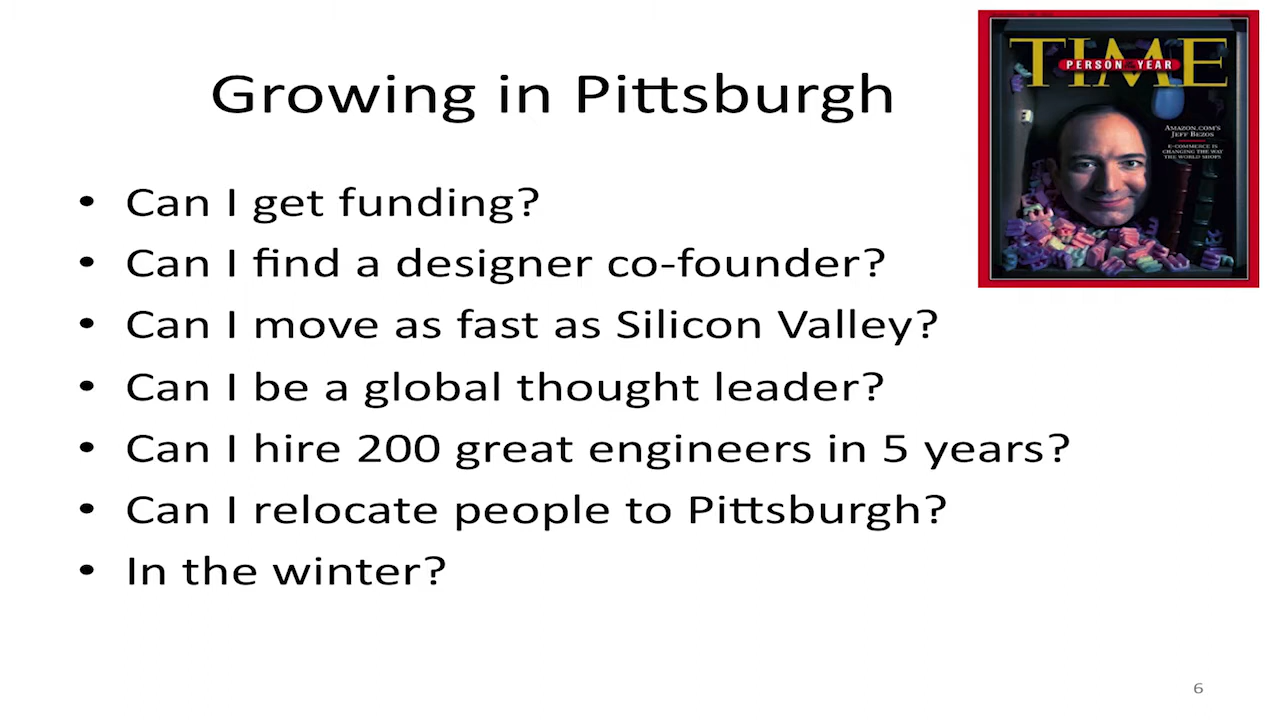 Growing in Pittsburgh
TIME
PERSON OF THE YEAR
AMAZON.COM'S
JEFF BEZOS
E-COMMERCE IS
CHANGING THE WAY
THE WORLD SHOPS
• Can I get funding?
• Can I find a designer co-founder?
• Can I move as fast as Silicon Valley?
• Can I be a global thought leader?
• Can I hire 200 great engineers in 5 years?
• Can I relocate people to Pittsburgh?
• In the winter?
6